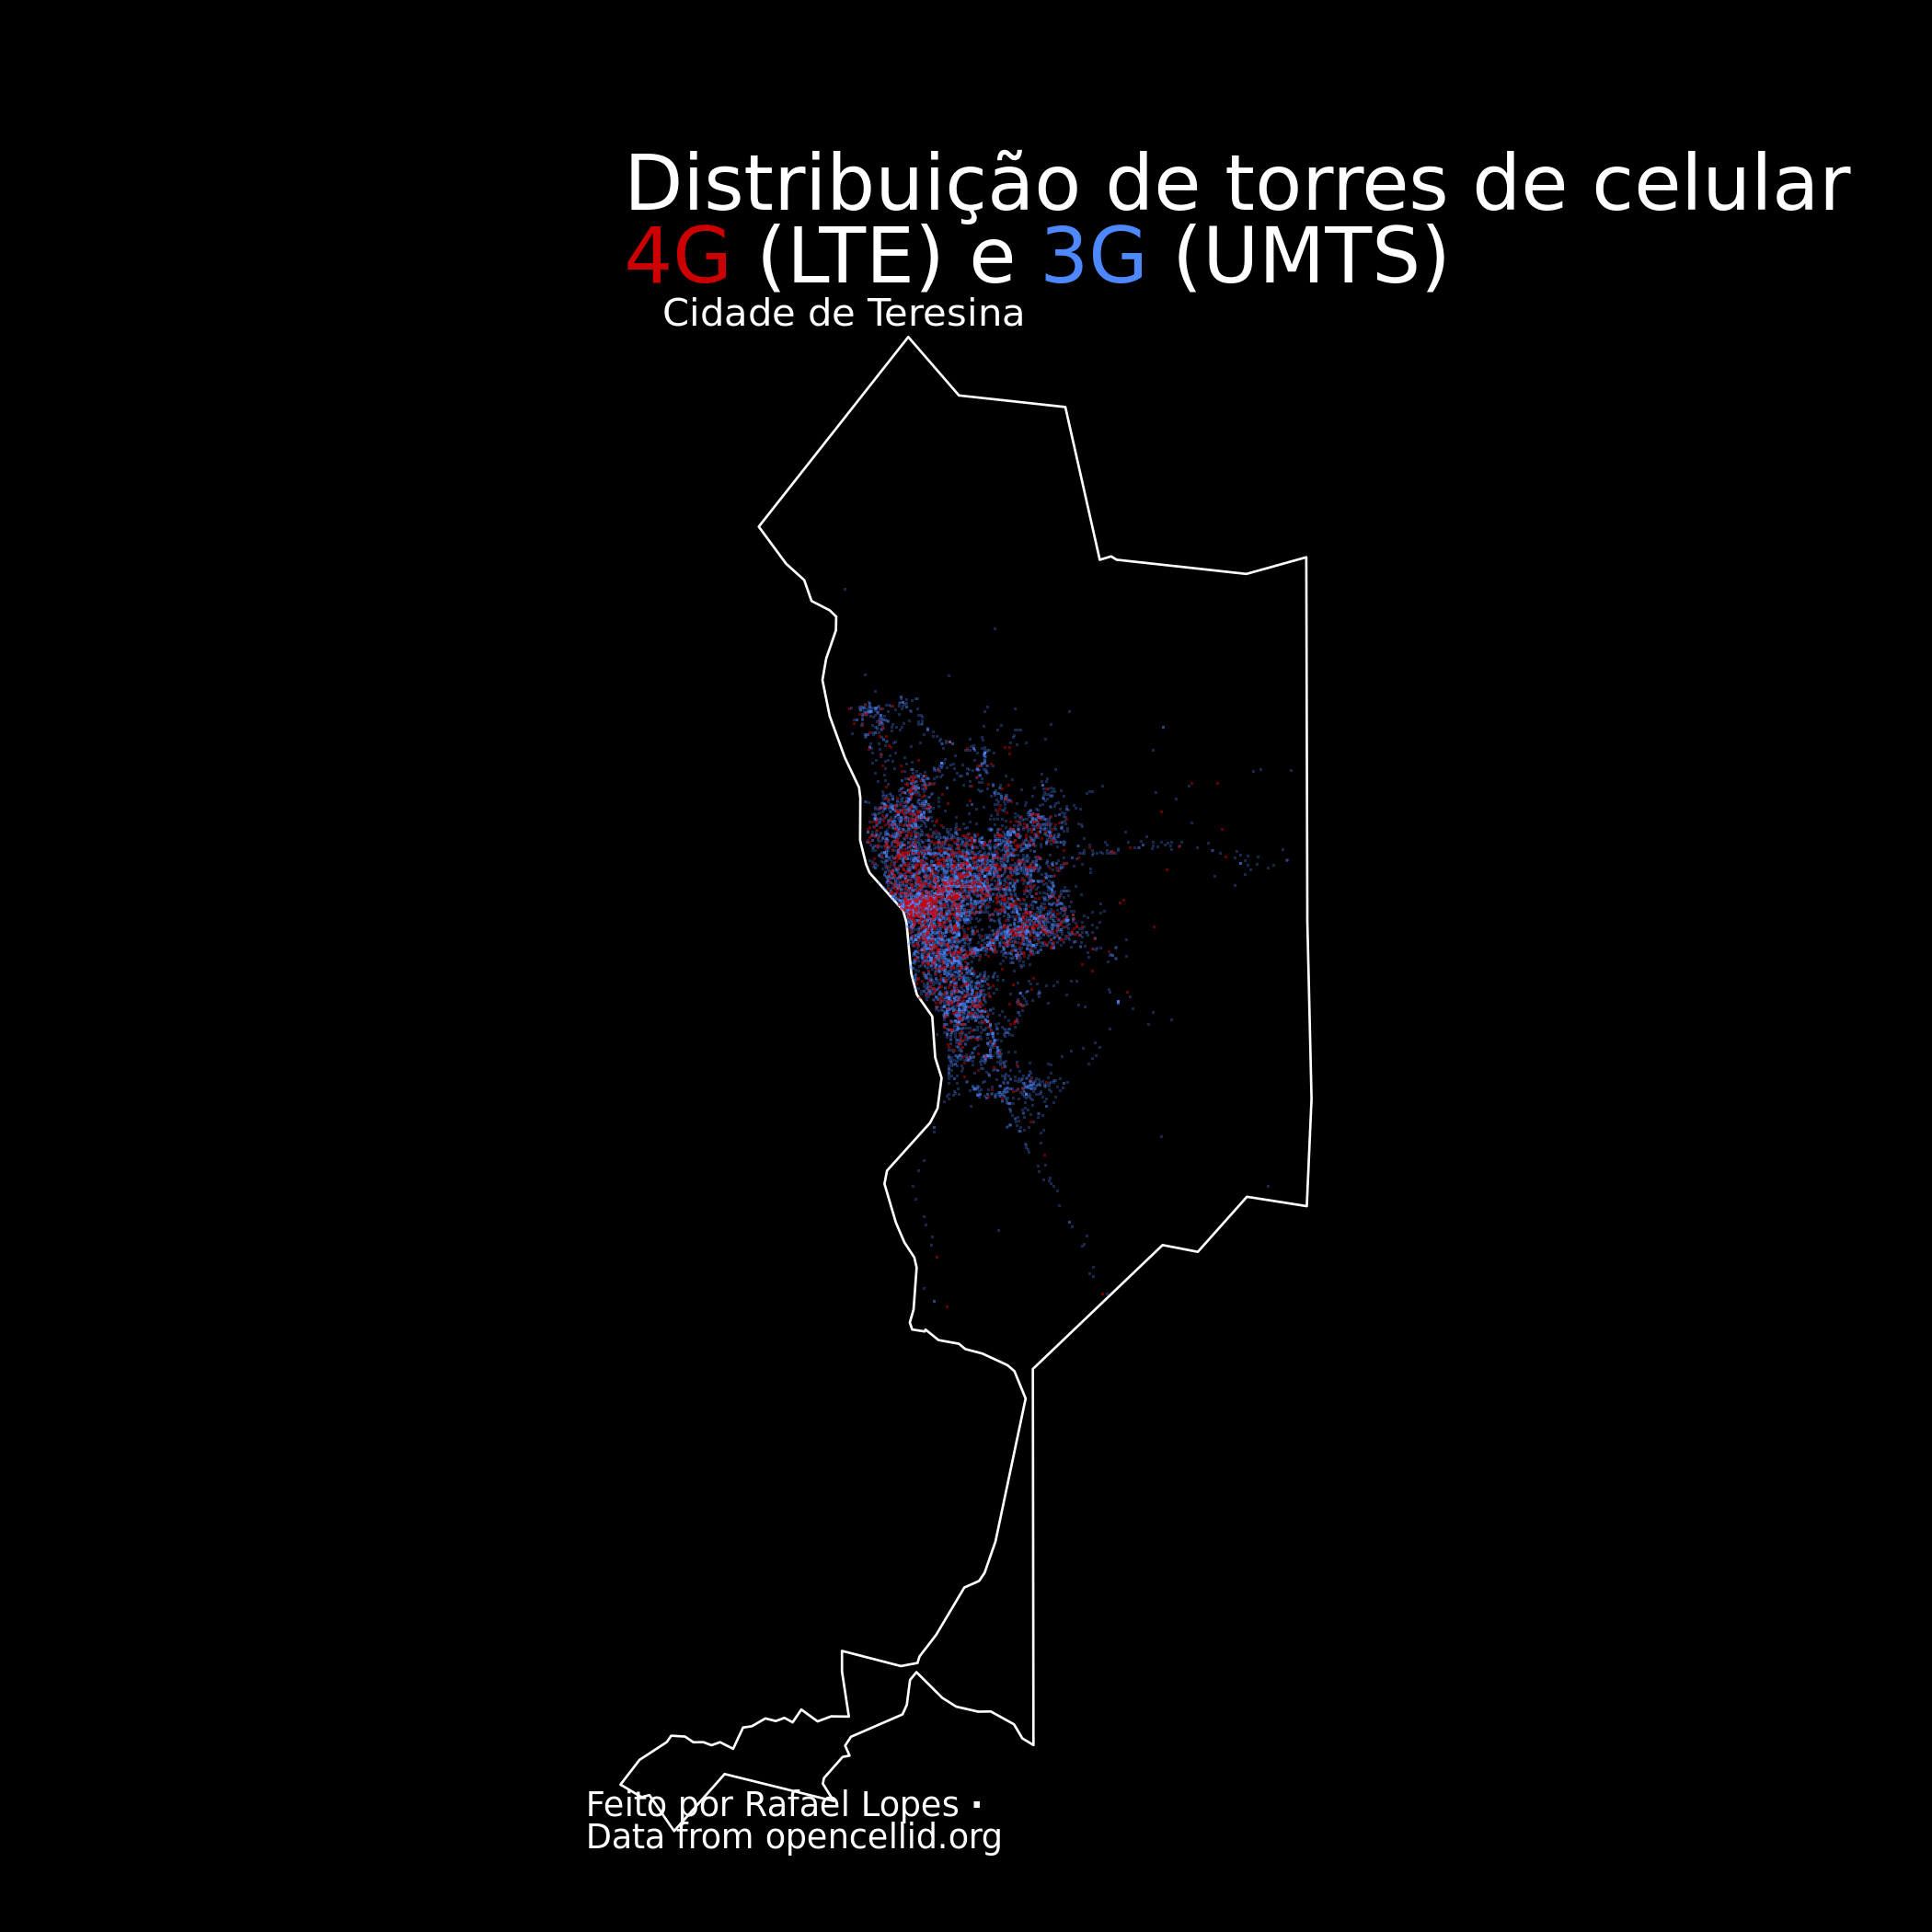 Distribuição de torres de celular
4G (LTE) e 3G (UMTS)
Cidade de Teresina
Feito por Rafael Lopes ·
Data from opencellid.org